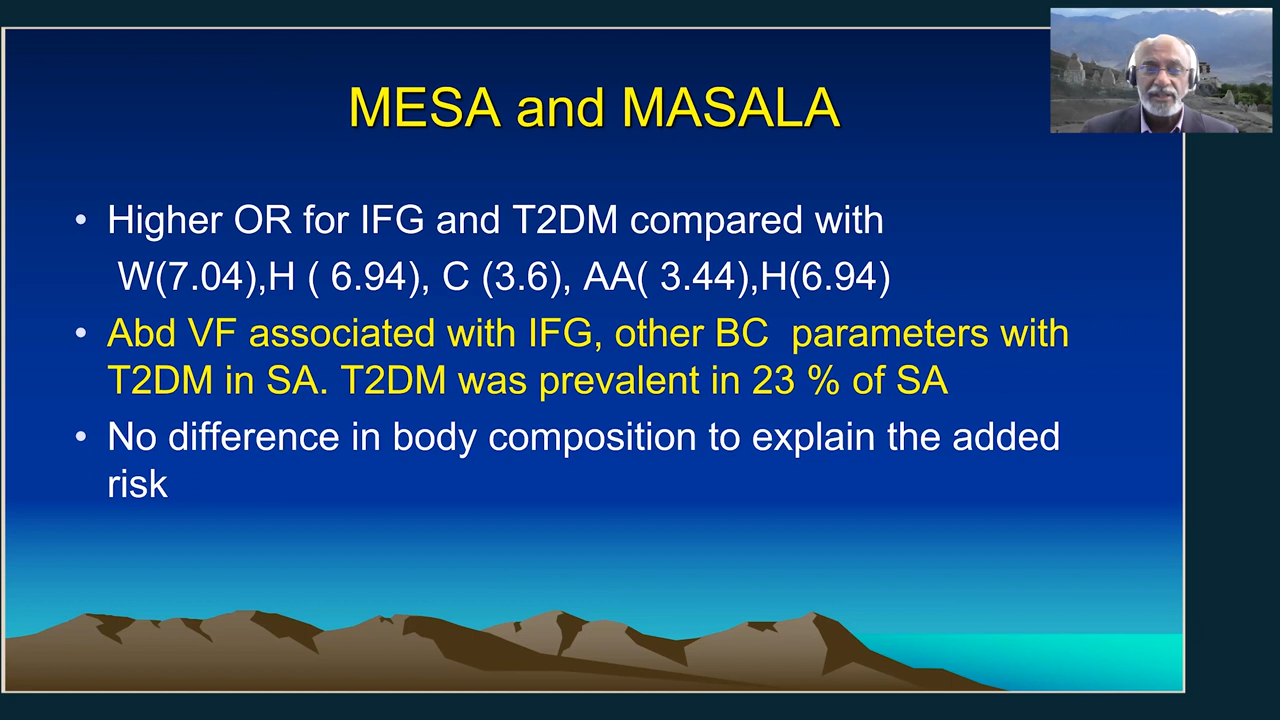 MESA and MASALA
• Higher OR for IFG and T2DM compared with
W(7.04),H ( 6.94), C (3.6), AA( 3.44),H(6.94)
• Abd VF associated with IFG, other BC parameters with
T2DM in SA. T2DM was prevalent in 23 % of SA
• No difference in body composition to explain the added
risk